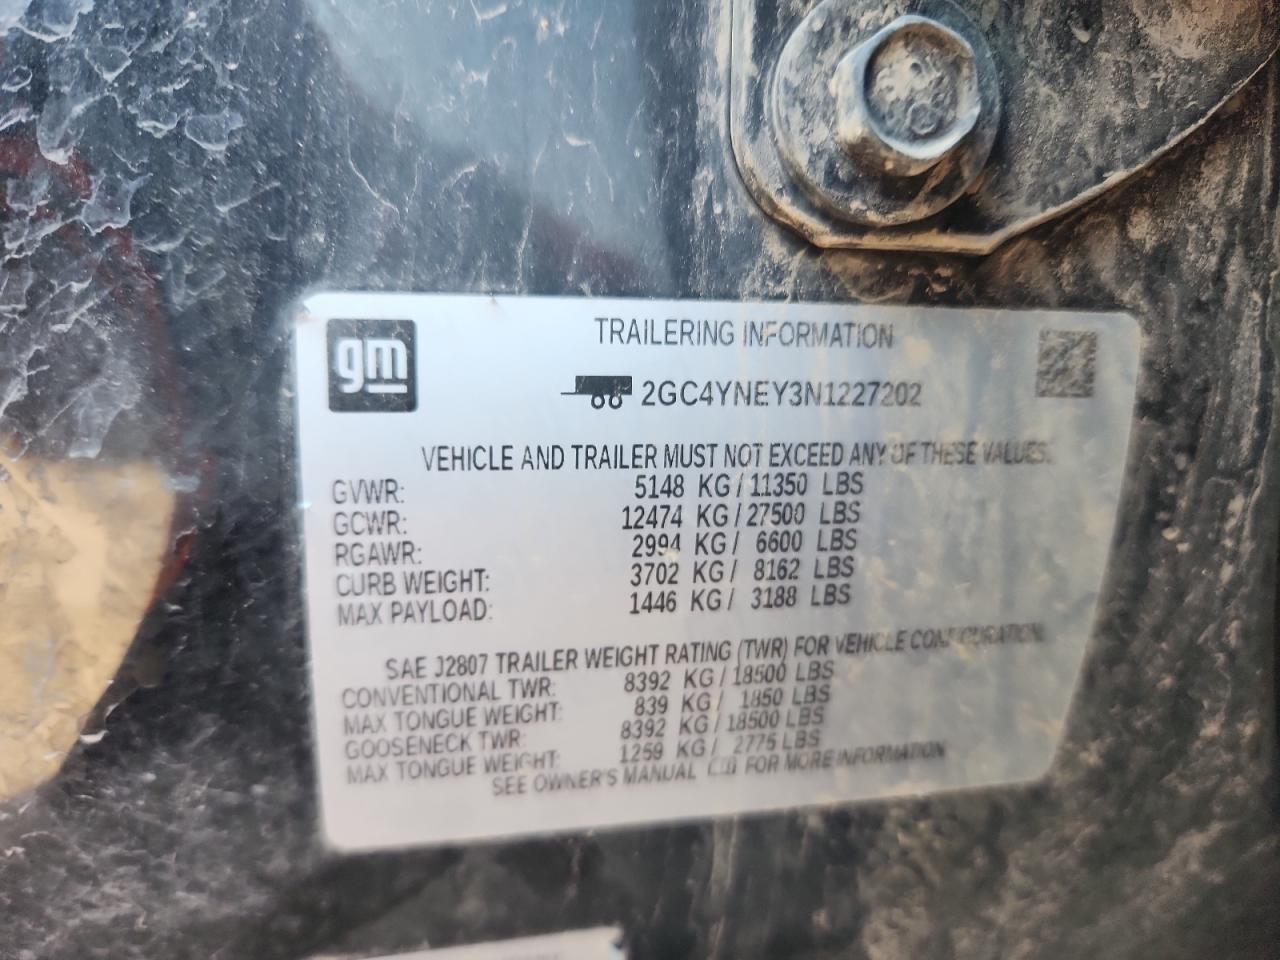 gm
TRAILERING INFORMATION
2GC4YNEY3N1227202
VEHICLE AND TRAILER MUST NOT EXCEED ANY OF THESE VALUES.
GVWR: 5148 KG / 11350 LBS
GCWR: 12474 KG / 27500 LBS
RGAWR: 2994 KG / 6600 LBS
CURB WEIGHT: 3702 KG / 8162 LBS
MAX PAYLOAD: 1446 KG / 3188 LBS
SAE J2807 TRAILER WEIGHT RATING (TWR) FOR VEHICLE CONFIGURATION
CONVENTIONAL TWR: 8392 KG / 18500 LBS
MAX TONGUE WEIGHT: 839 KG / 1850 LBS
GOOSENECK TWR: 8392 KG / 18500 LBS
MAX TONGUE WEIGHT: 1259 KG / 2775 LBS
SEE OWNER'S MANUAL FOR MORE INFORMATION